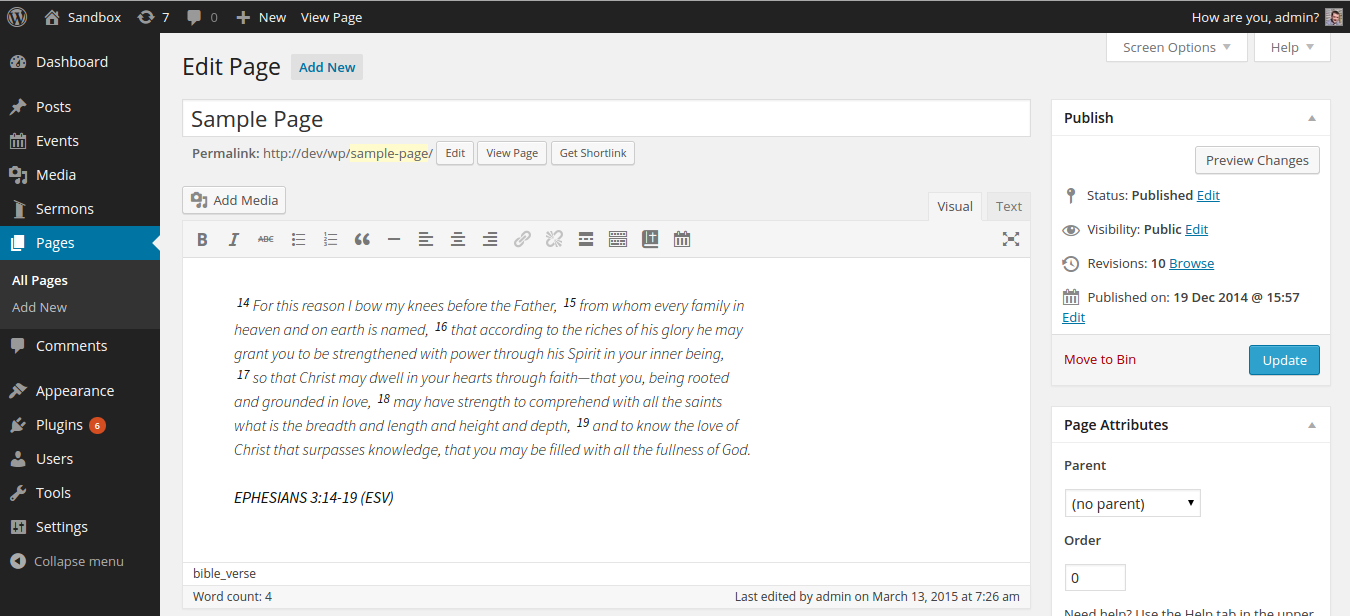 Sandbox 7 0 New View Page How are you, admin?
Screen Options Help
Dashboard
Posts
Events
Media
Sermons
Pages
All Pages
Add New
Comments
Appearance
Plugins 6
Users
Tools
Settings
Collapse menu
Edit Page Add New
Sample Page
Permalink: http://dev/wp/sample-page/ Edit View Page Get Shortlink
Add Media
Visual Text
B I ABC
14 For this reason I bow my knees before the Father, 15 from whom every family in
heaven and on earth is named, 16 that according to the riches of his glory he may
grant you to be strengthened with power through his Spirit in your inner being,
17 so that Christ may dwell in your hearts through faith—that you, being rooted
and grounded in love, 18 may have strength to comprehend with all the saints
what is the breadth and length and height and depth, 19 and to know the love of
Christ that surpasses knowledge, that you may be filled with all the fullness of God.
EPHESIANS 3:14-19 (ESV)
bible_verse
Word count: 4 Last edited by admin on March 13, 2015 at 7:26 am
Publish
Preview Changes
Status: Published Edit
Visibility: Public Edit
Revisions: 10 Browse
Published on: 19 Dec 2014 @ 15:57
Edit
Move to Bin Update
Page Attributes
Parent
(no parent)
Order
0
Need help? Use the Help tab in the upper